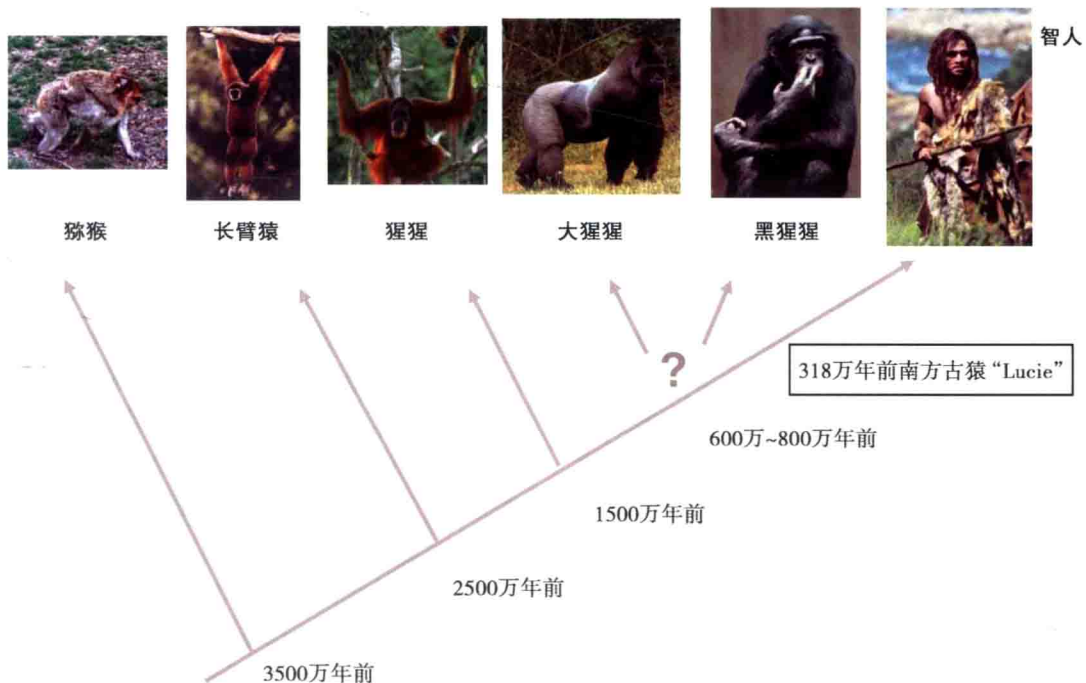 智人
猕猴
长臂猿
猩猩
大猩猩
黑猩猩
?
318万年前南方古猿“Lucie”
600万~800万年前
1500万年前
2500万年前
3500万年前